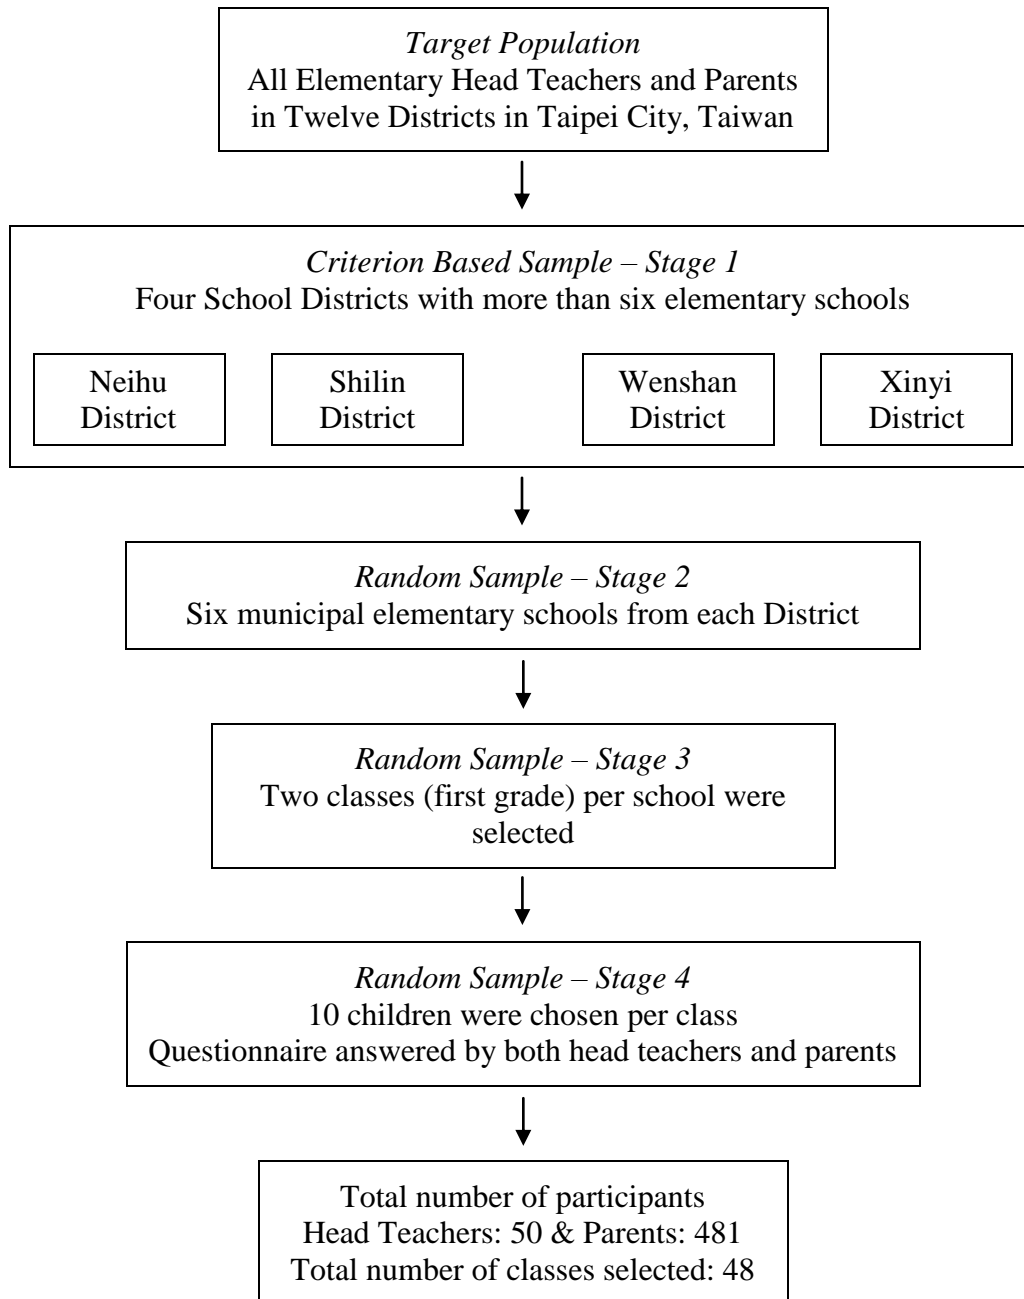 Target Population
All Elementary Head Teachers and Parents
in Twelve Districts in Taipei City, Taiwan
Criterion Based Sample – Stage 1
Four School Districts with more than six elementary schools
Neihu
District
Shilin
District
Wenshan
District
Xinyi
District
Random Sample – Stage 2
Six municipal elementary schools from each District
Random Sample – Stage 3
Two classes (first grade) per school were
selected
Random Sample – Stage 4
10 children were chosen per class
Questionnaire answered by both head teachers and parents
Total number of participants
Head Teachers: 50 & Parents: 481
Total number of classes selected: 48